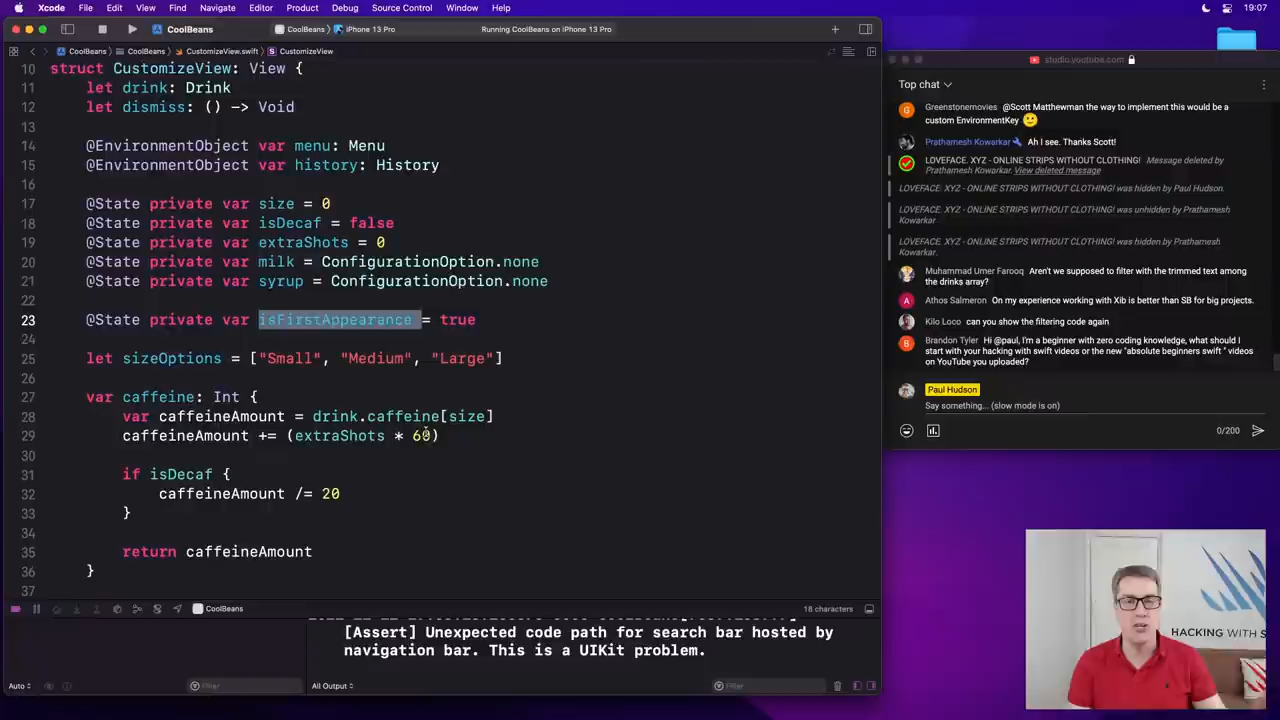 Xcode File Edit View Find Navigate Editor Product Debug Source Control Window Help 19:07
CoolBeans CoolBeans › iPhone 13 Pro Running CoolBeans on iPhone 13 Pro
CoolBeans › CoolBeans › CustomizeView.swift › S CustomizeView
10 struct CustomizeView: View {
11 let drink: Drink
12 let dismiss: () -> Void
13
14 @EnvironmentObject var menu: Menu
15 @EnvironmentObject var history: History
16
17 @State private var size = 0
18 @State private var isDecaf = false
19 @State private var extraShots = 0
20 @State private var milk = ConfigurationOption.none
21 @State private var syrup = ConfigurationOption.none
22
23 @State private var isFirstAppearance = true
24
25 let sizeOptions = ["Small", "Medium", "Large"]
26
27 var caffeine: Int {
28 var caffeineAmount = drink.caffeine[size]
29 caffeineAmount += (extraShots * 60)
30
31 if isDecaf {
32 caffeineAmount /= 20
33 }
34
35 return caffeineAmount
36 }
37
CoolBeans 18 characters
[Assert] Unexpected code path for search bar hosted by
navigation bar. This is a UIKit problem.
Auto Filter All Output Filter
studio.youtube.com
Top chat
G Greenstonemovies @Scott Matthewman the way to implement this would be a
custom EnvironmentKey
Prathamesh Kowarkar Ah I see. Thanks Scott!
LOVEFACE. XYZ - ONLINE STRIPS WITHOUT CLOTHING! Message deleted by
Prathamesh Kowarkar. View deleted message
LOVEFACE. XYZ - ONLINE STRIPS WITHOUT CLOTHING! was hidden by Paul Hudson.
LOVEFACE. XYZ - ONLINE STRIPS WITHOUT CLOTHING! was unhidden by Prathamesh
Kowarkar.
LOVEFACE. XYZ - ONLINE STRIPS WITHOUT CLOTHING! was hidden by Prathamesh
Kowarkar.
Muhammad Umer Farooq Aren't we supposed to filter with the trimmed text among
the drinks array?
A Athos Salmeron On my experience working with Xib is better than SB for big projects.
Kilo Loco can you show the filtering code again
B Brandon Tyler Hi @paul, I'm a beginner with zero coding knowledge, what should I
start with your hacking with swift videos or the new "absolute beginners swift " videos
on YouTube you uploaded?
Paul Hudson
Say something... (slow mode is on)
0/200
HACKING WITH S